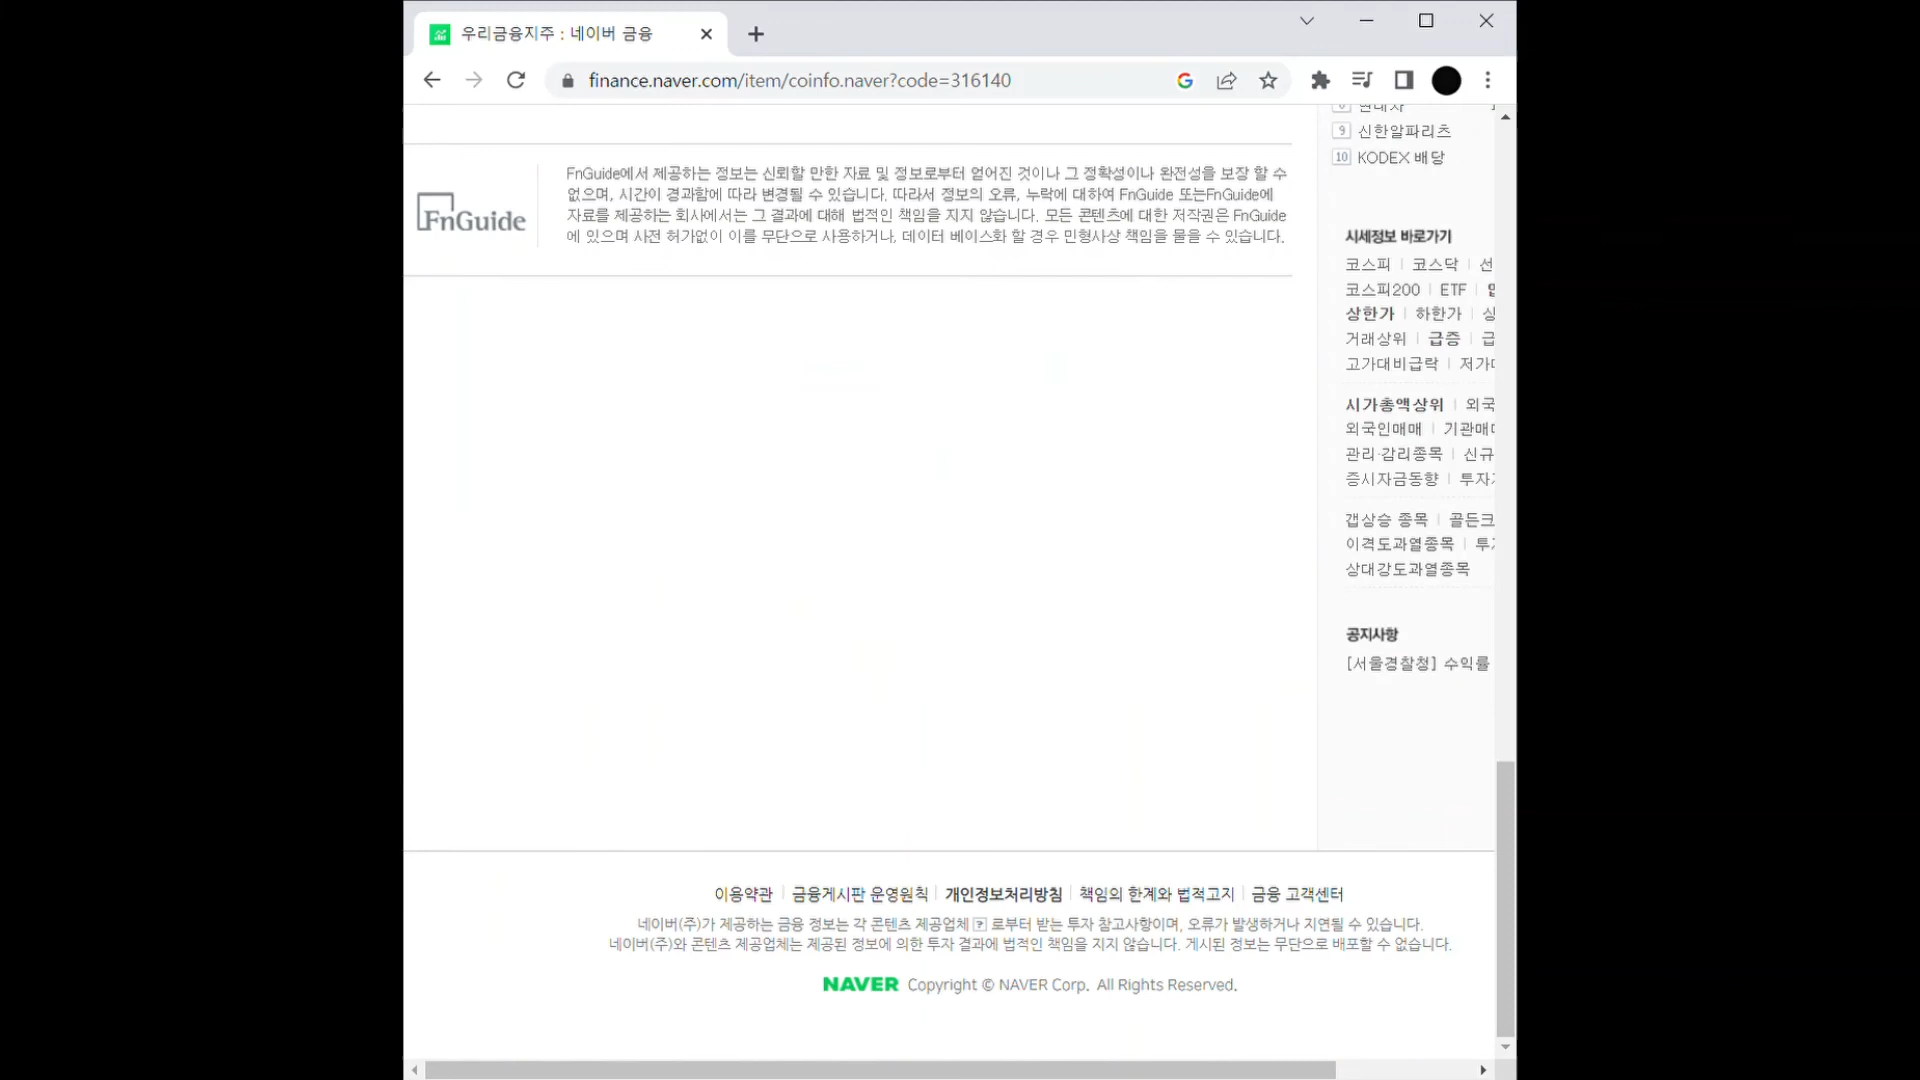 우리금융지주 : 네이버 금융
finance.naver.com/item/coinfo.naver?code=316140
현대차
9 신한알파리츠
10 KODEX 배당
FnGuide
FnGuide에서 제공하는 정보는 신뢰할 만한 자료 및 정보로부터 얻어진 것이나 그 정확성이나 완전성을 보장 할 수
없으며, 시간이 경과함에 따라 변경될 수 있습니다. 따라서 정보의 오류, 누락에 대하여 FnGuide 또는FnGuide에
자료를 제공하는 회사에서는 그 결과에 대해 법적인 책임을 지지 않습니다. 모든 콘텐츠에 대한 저작권은 FnGuide
에 있으며 사전 허가없이 이를 무단으로 사용하거나, 데이터 베이스화 할 경우 민형사상 책임을 물을 수 있습니다.
시세정보 바로가기
코스피 코스닥 선
코스피200 ETF
상한가 하한가 상
거래상위 급증 급
고가대비급락 저가
시가총액상위 외국
외국인매매 기관매
관리·감리종목 신규
증시자금동향 투자
갭상승 종목 골든크
이격도과열종목 투
상대강도과열종목
공지사항
[서울경찰청] 수익률
이용약관 금융게시판 운영원칙 개인정보처리방침 책임의 한계와 법적고지 금융 고객센터
네이버(주)가 제공하는 금융 정보는 각 콘텐츠 제공업체 ? 로부터 받는 투자 참고사항이며, 오류가 발생하거나 지연될 수 있습니다.
네이버(주)와 콘텐츠 제공업체는 제공된 정보에 의한 투자 결과에 법적인 책임을 지지 않습니다. 게시된 정보는 무단으로 배포할 수 없습니다.
NAVER Copyright © NAVER Corp. All Rights Reserved.